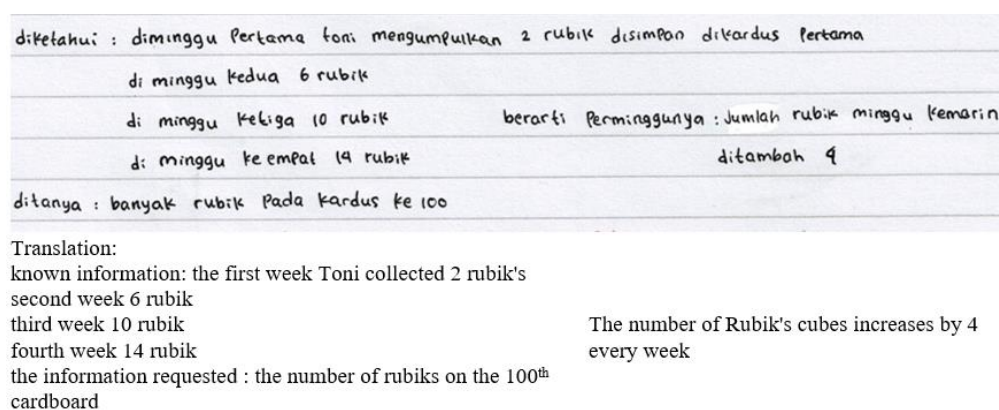 diketahui : diminggu Pertama toni mengumpulkan 2 rubik disimpan dikardus Pertama
di minggu kedua 6 rubik
di minggu ketiga 10 rubik berarti Perminggunya : Jumlah rubik minggu kemarin
di minggu ke empat 14 rubik ditambah 4
ditanya : banyak rubik Pada kardus ke 100
Translation:
known information: the first week Toni collected 2 rubik's
second week 6 rubik
third week 10 rubik The number of Rubik's cubes increases by 4
fourth week 14 rubik every week
the information requested : the number of rubiks on the 100th
cardboard